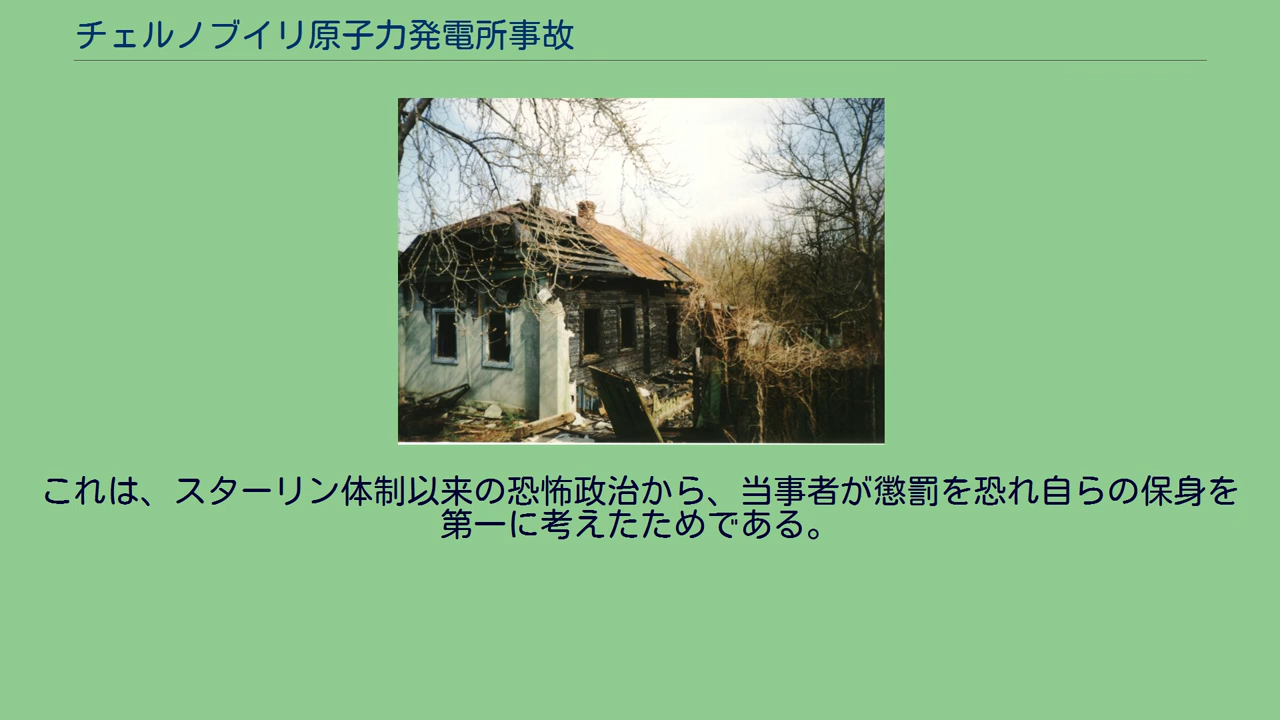 チェルノブイリ原子力発電所事故
これは、スターリン体制以来の恐怖政治から、当事者が懲罰を恐れ自らの保身を
第一に考えたためである。